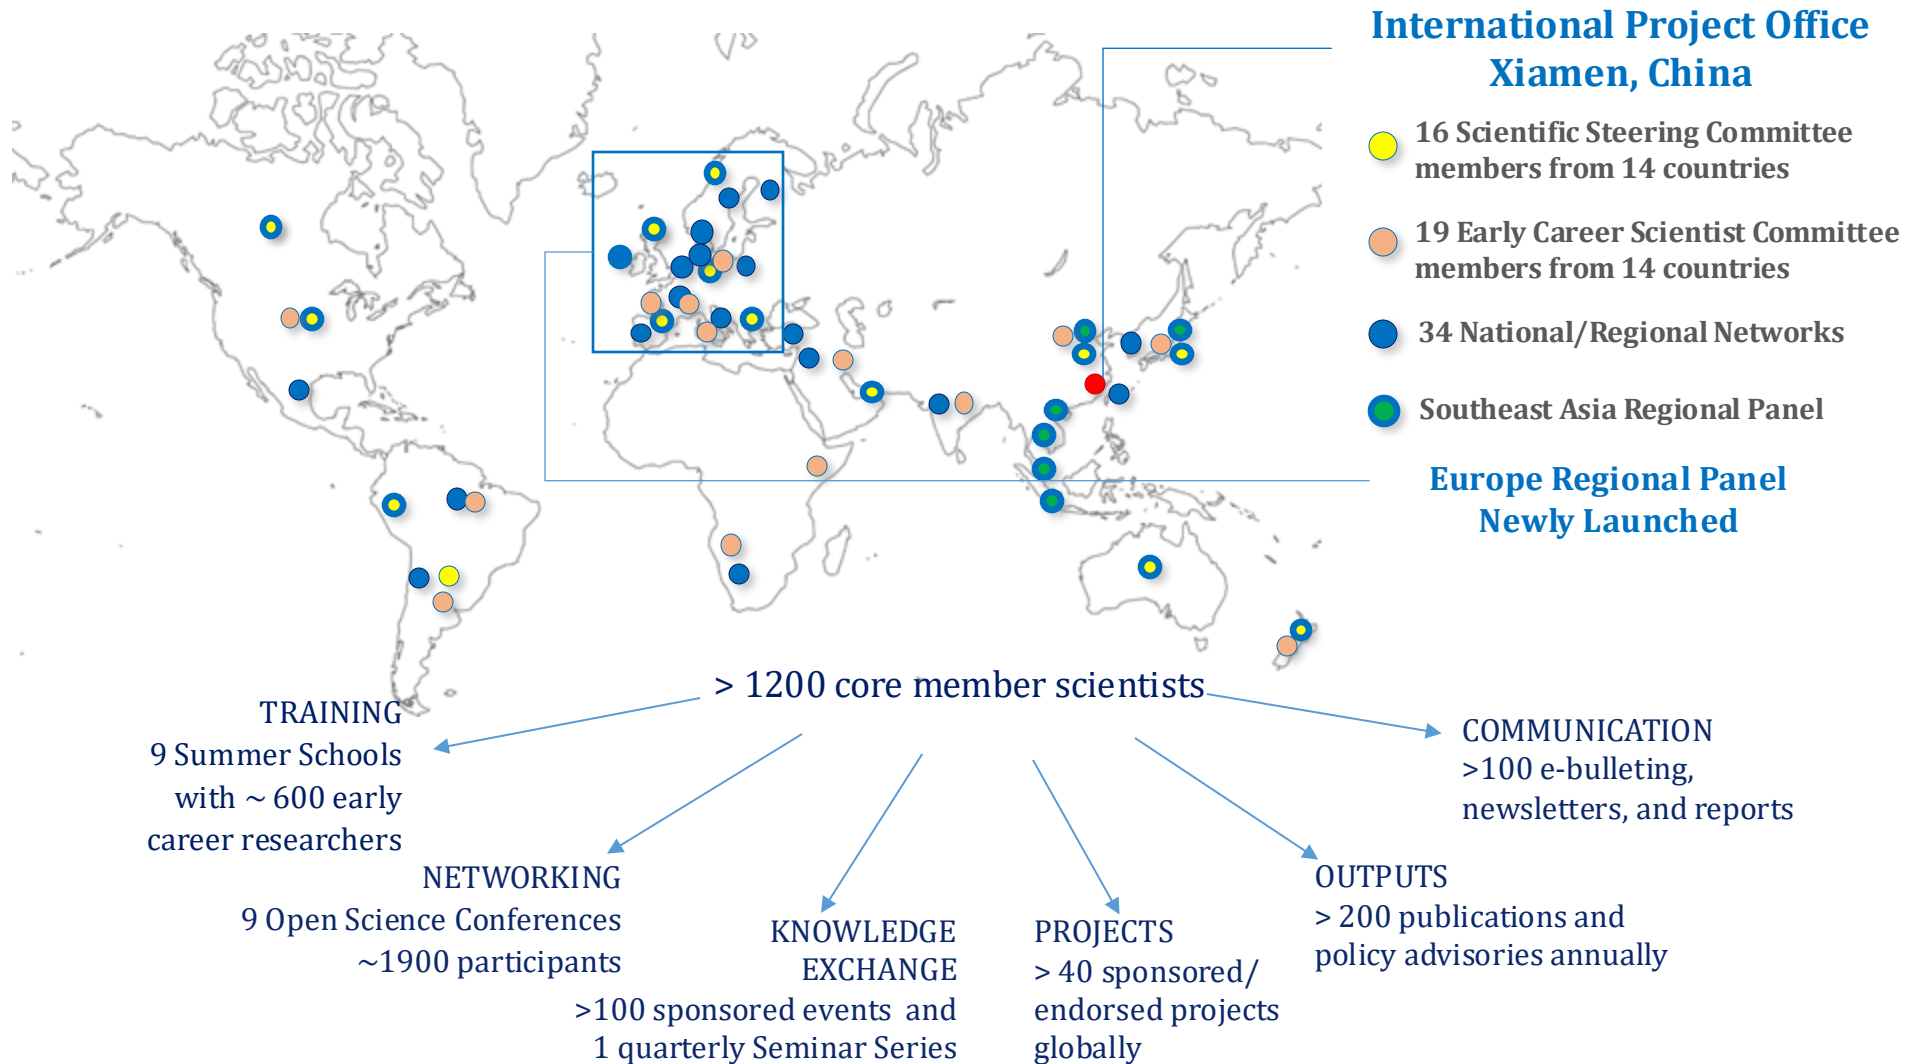 International Project Office
Xiamen, China
16 Scientific Steering Committee
members from 14 countries
19 Early Career Scientist Committee
members from 14 countries
34 National/Regional Networks
Southeast Asia Regional Panel
Europe Regional Panel
Newly Launched
> 1200 core member scientists
TRAINING
9 Summer Schools
with ~ 600 early
career researchers
NETWORKING
9 Open Science Conferences
~1900 participants
KNOWLEDGE
EXCHANGE
>100 sponsored events and
1 quarterly Seminar Series
PROJECTS
> 40 sponsored/
endorsed projects
globally
OUTPUTS
> 200 publications and
policy advisories annually
COMMUNICATION
>100 e-bulleting,
newsletters, and reports